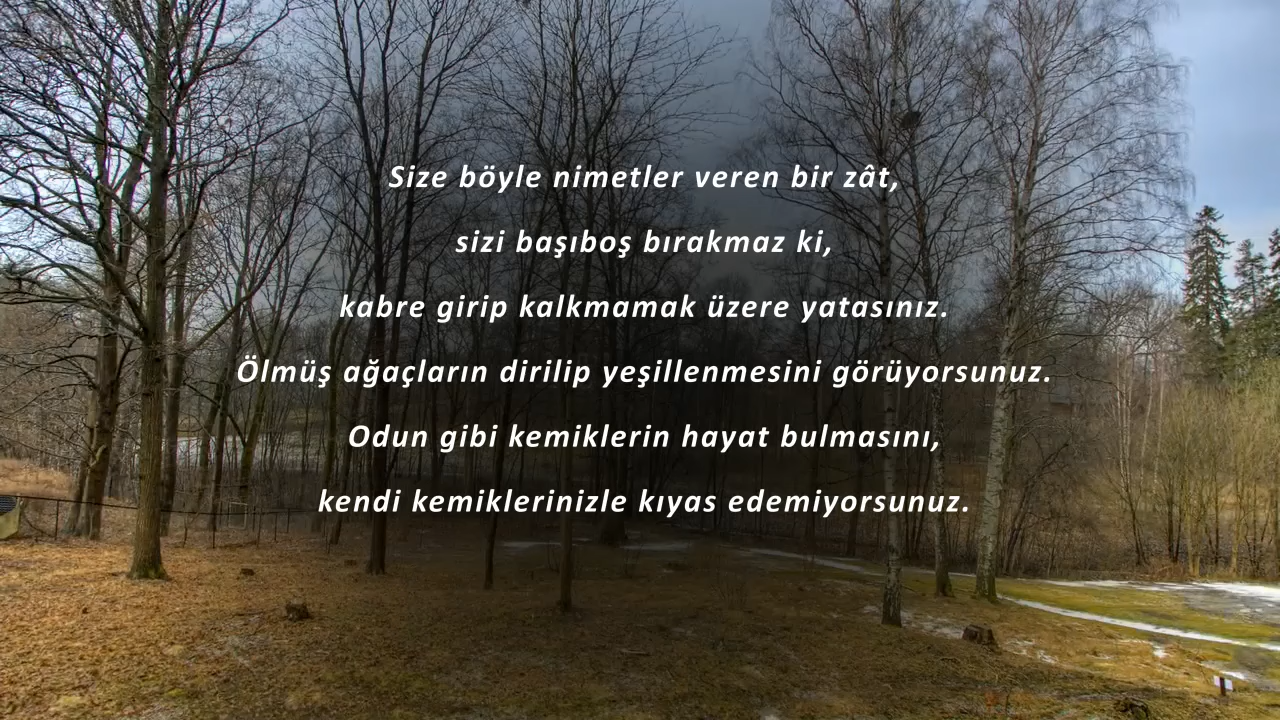 Size böyle nimetler veren bir zât,
sizi başıboş bırakmaz ki,
kabre girip kalkmamak üzere yatasınız.
Ölmüş ağaçların dirilip yeşillenmesini görüyorsunuz.
Odun gibi kemiklerin hayat bulmasını,
kendi kemiklerinizle kıyas edemiyorsunuz.